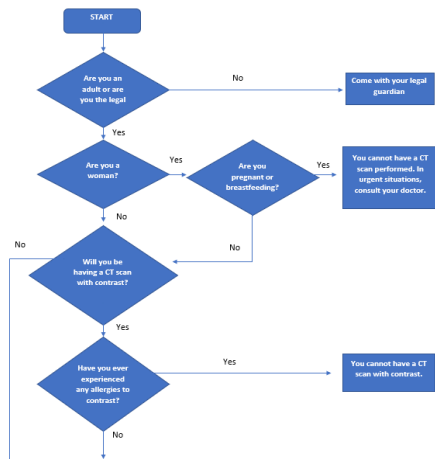 START
Are you an
adult or are
you the legal
No
Come with your legal
guardian
Yes
Are you a
woman?
Yes
Are you
pregnant or
breastfeeding?
Yes
You cannot have a CT
scan performed. In
urgent situations,
consult your doctor.
No
No
No
Will you be
having a CT scan
with contrast?
Yes
Have you ever
experienced
any allergies to
contrast?
Yes
You cannot have a CT
scan with contrast.
No